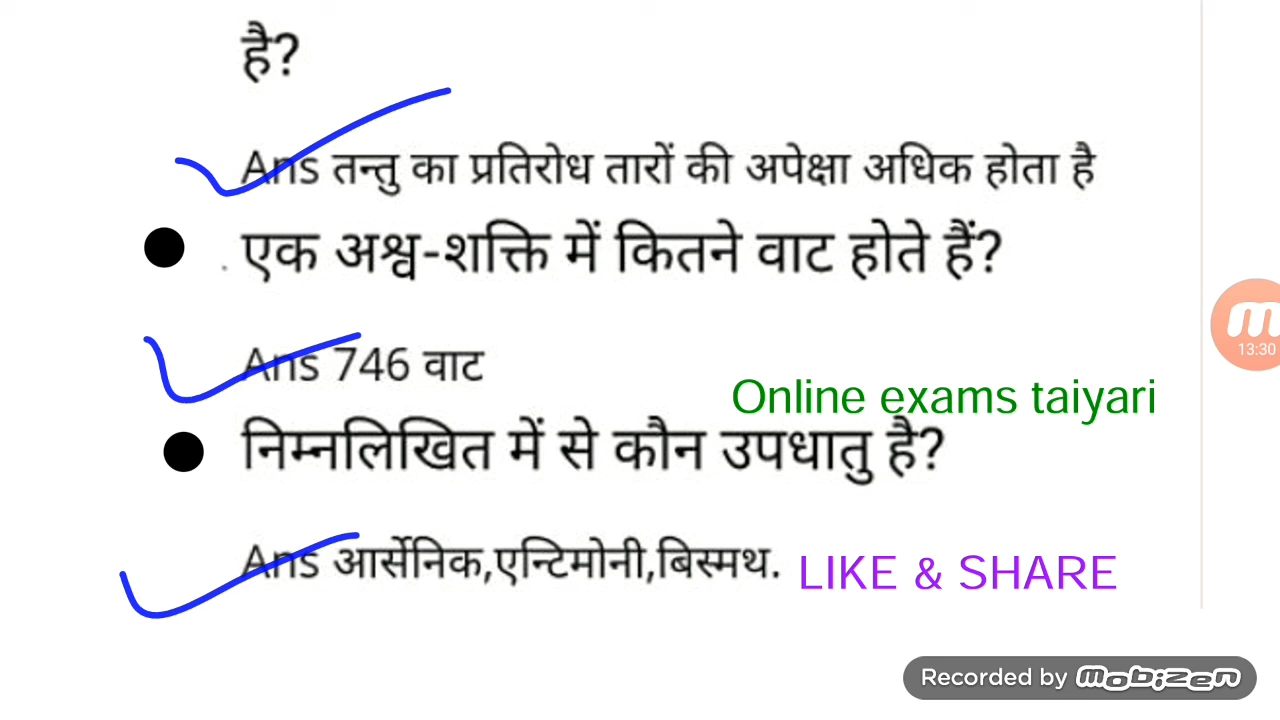 है?
Ans तन्तु का प्रतिरोध तारों की अपेक्षा अधिक होता है
. एक अश्व-शक्ति में कितने वाट होते हैं?
Ans 746 वाट
Online exams taiyari
निम्नलिखित में से कौन उपधातु है?
Ans आर्सेनिक,एन्टिमोनी,बिस्मथ.
LIKE & SHARE
13:30
Recorded by mobizen